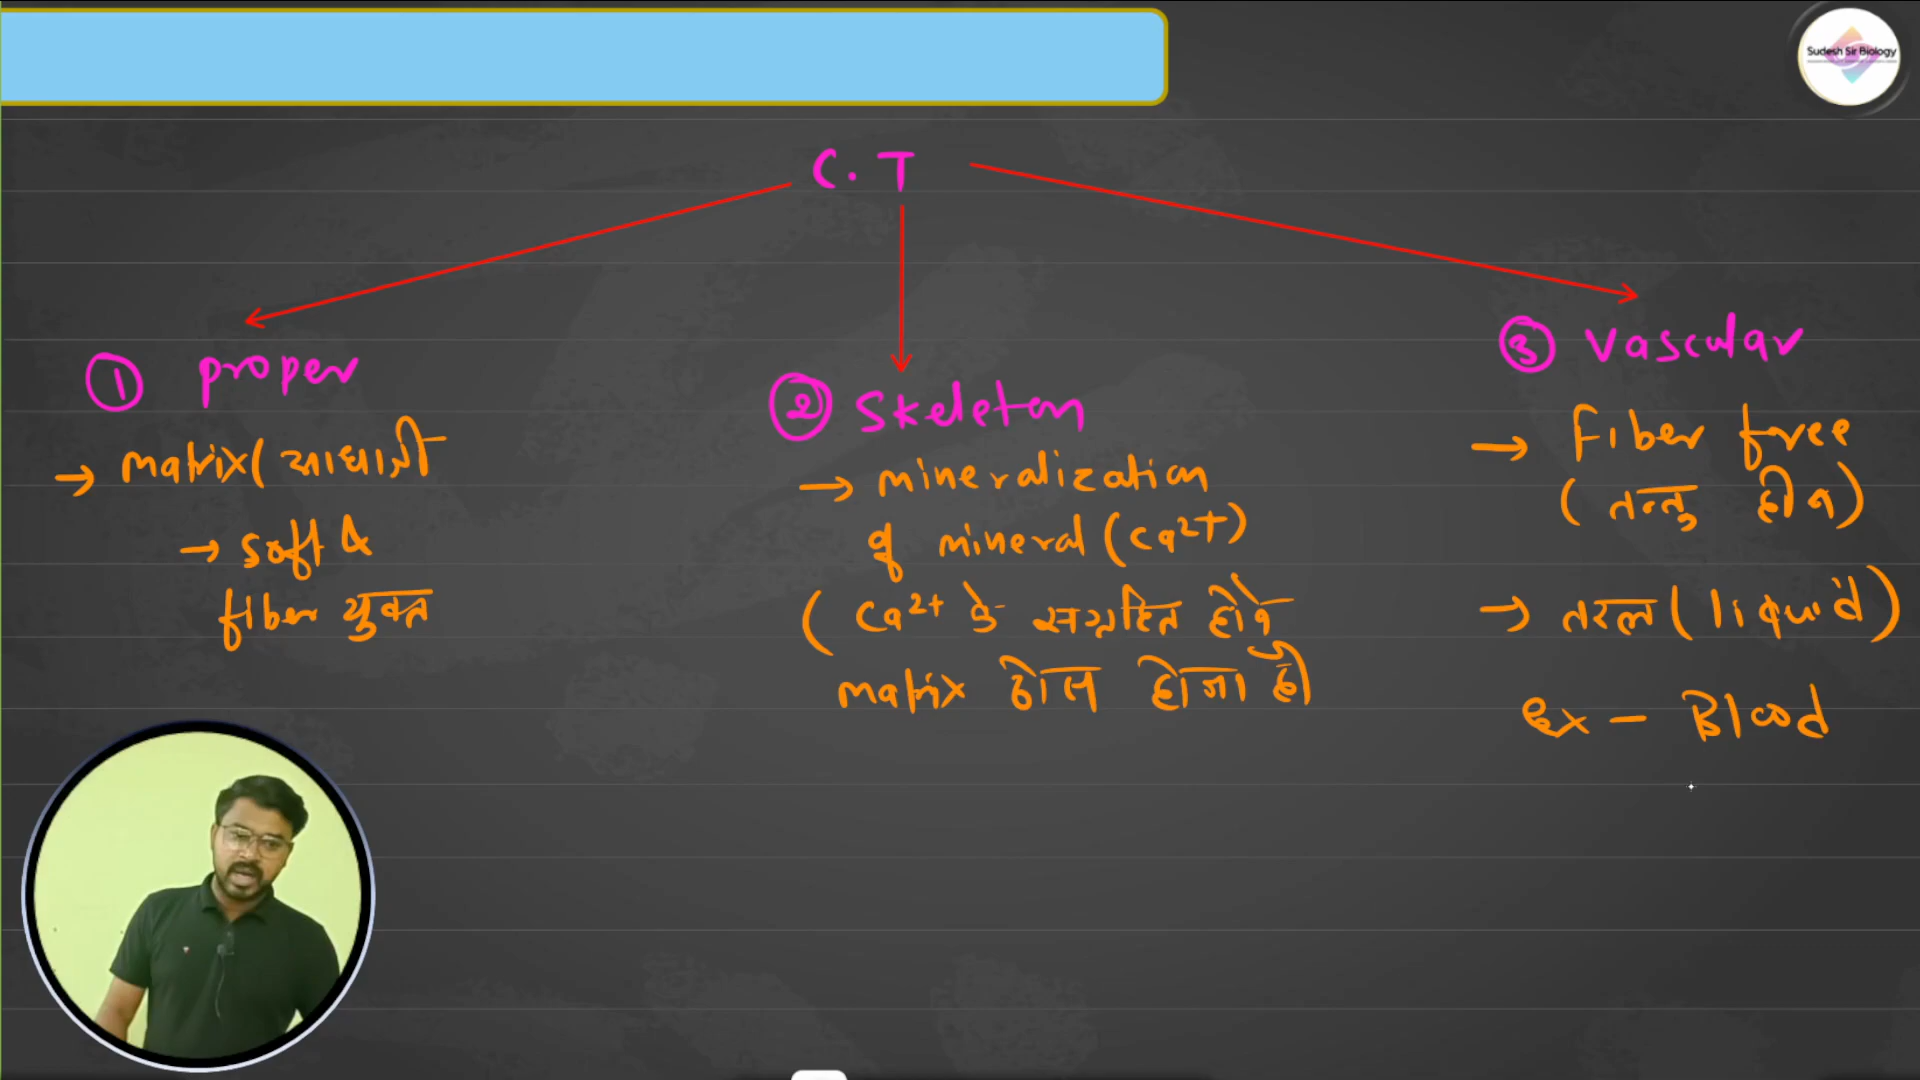 Sudesh Sir Biology
C. T
① proper
→ matrix (आधात्री
→ soft &
fiber युक्त
② Skeleton
→ mineralization
of mineral (Ca²⁺)
( Ca²⁺ के सग्रहित होने
matrix ठोस होजा है)
③ Vascular
→ Fiber free
( तन्तु हीन )
→ तरल ( liquid )
Ex – Blood